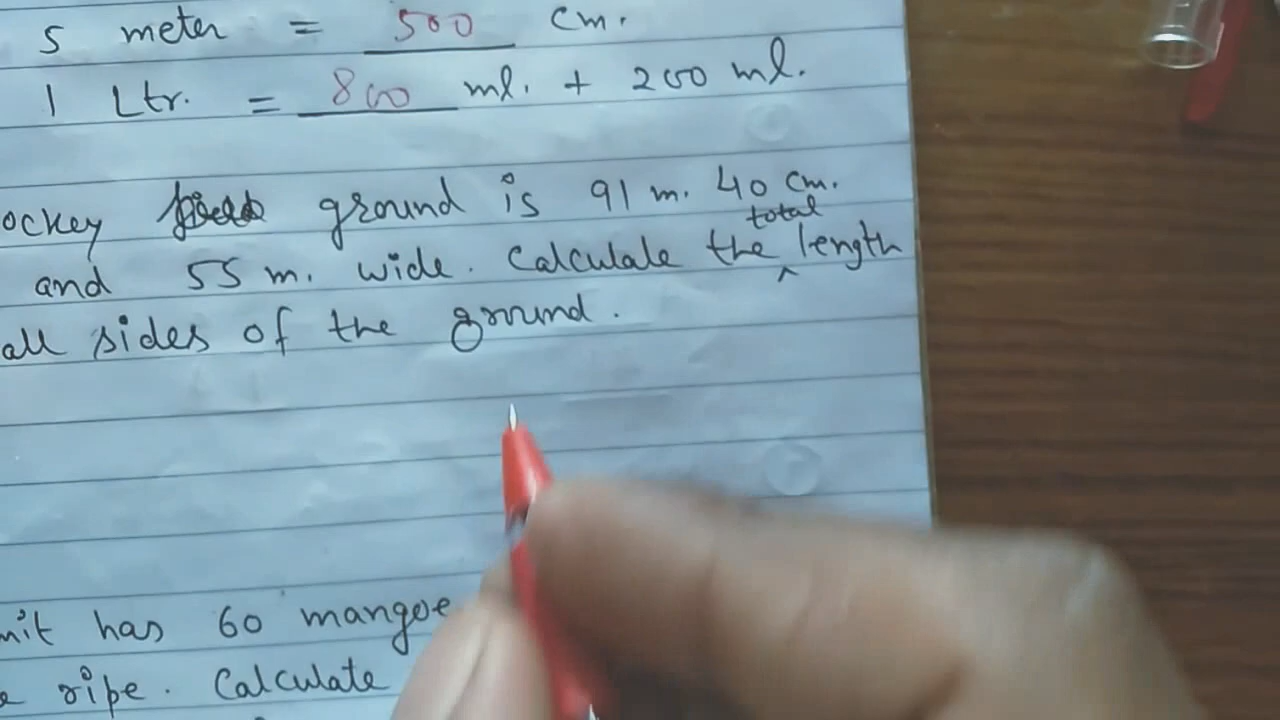 5 meter = 500 cm.
1 Ltr. = 800 ml. + 200 ml.
ockey ground is 91 m. 40 cm.
and 55 m. wide. Calculate the total length
all sides of the ground.
mit has 60 mangoe
e ripe. Calculate